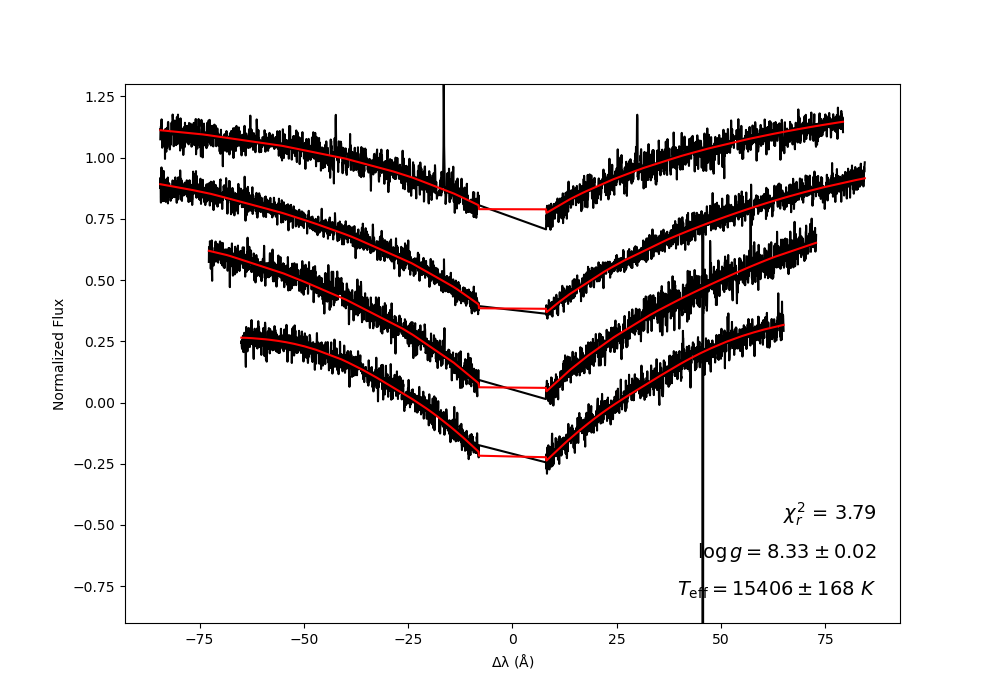 1.25
1.00
0.75
0.50
0.25
0.00
−0.25
−0.50
−0.75
Normalized Flux
χ²ᵣ = 3.79
log g = 8.33 ± 0.02
T_eff = 15406 ± 168 K
−75 −50 −25 0 25 50 75
Δλ (Å)